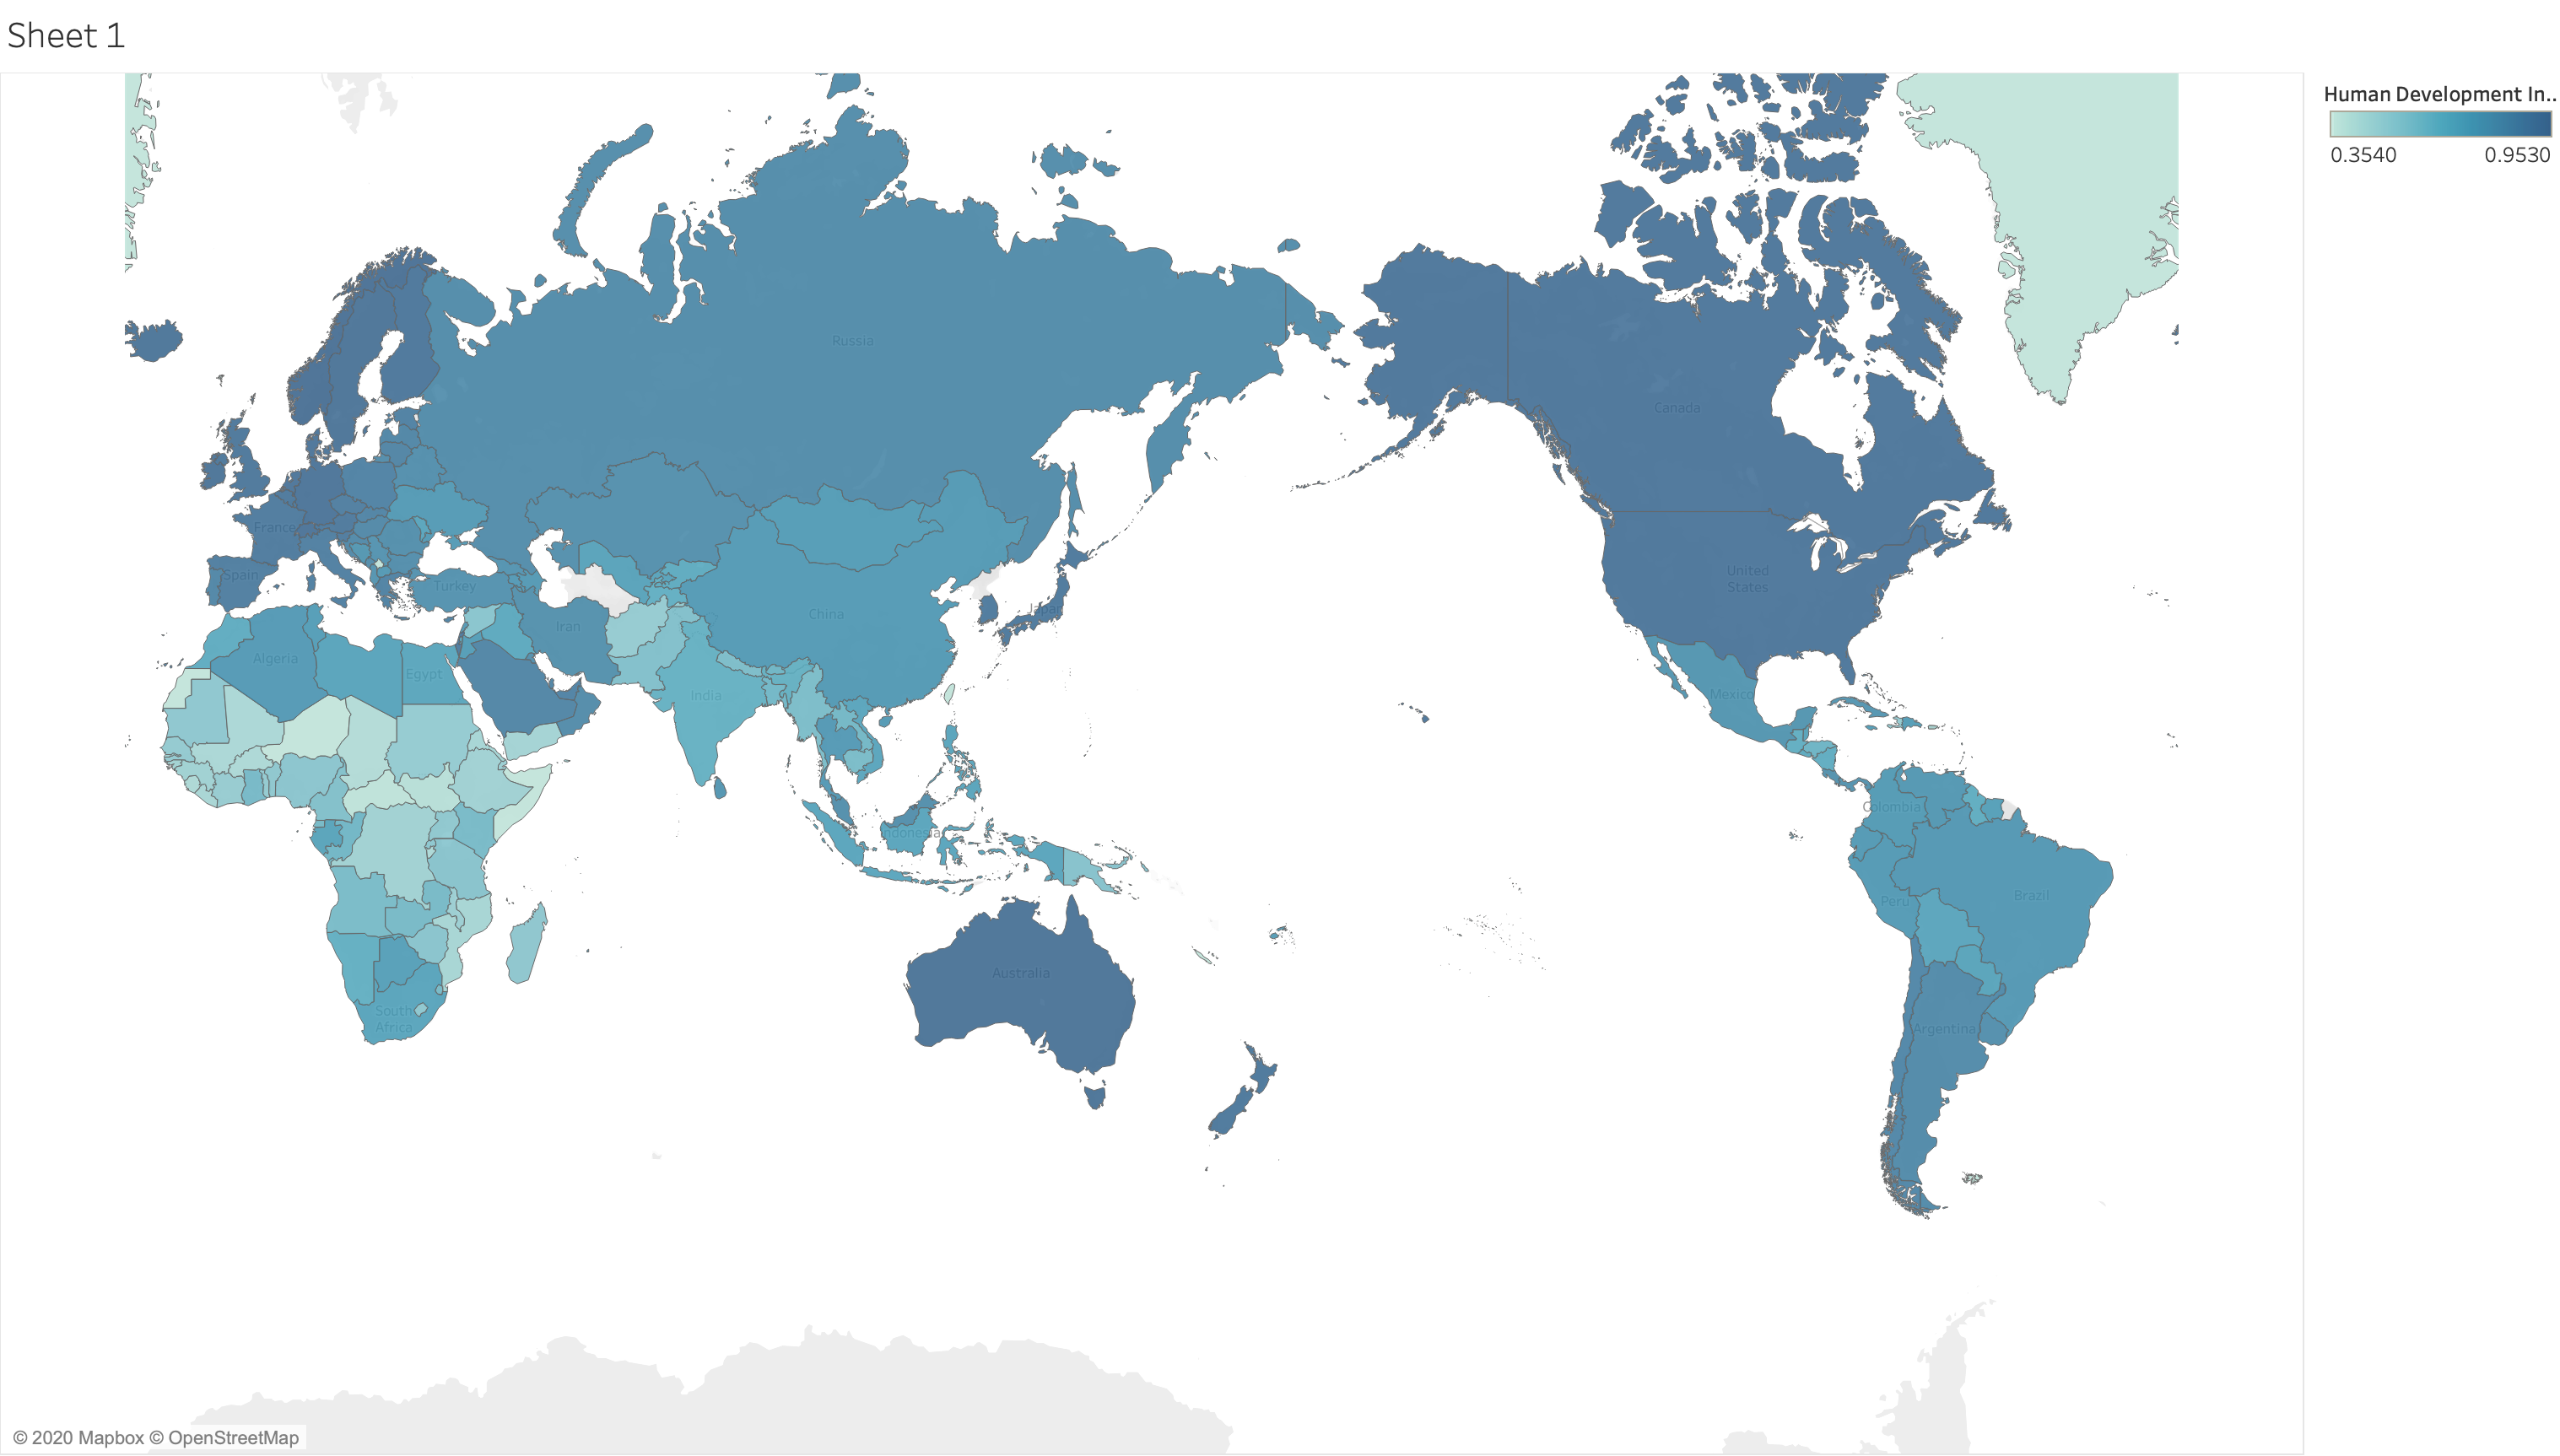 Sheet 1
Human Development In..
0.3540 0.9530
Russia
Canada
France
Spain
Turkey
United
States
Japan
China
Iran
Algeria
Egypt
India
Mexico
Colombia
Indonesia
Peru
Brazil
Australia
South
Africa
Argentina
© 2020 Mapbox © OpenStreetMap